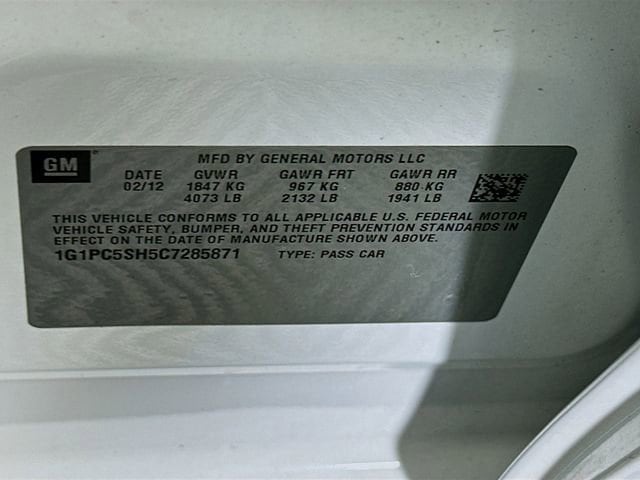 GM
MFD BY GENERAL MOTORS LLC
DATE GVWR GAWR FRT GAWR RR
02/12 1847 KG 967 KG 880 KG
4073 LB 2132 LB 1941 LB
THIS VEHICLE CONFORMS TO ALL APPLICABLE U.S. FEDERAL MOTOR
VEHICLE SAFETY, BUMPER, AND THEFT PREVENTION STANDARDS IN
EFFECT ON THE DATE OF MANUFACTURE SHOWN ABOVE.
1G1PC5SH5C7285871 TYPE: PASS CAR